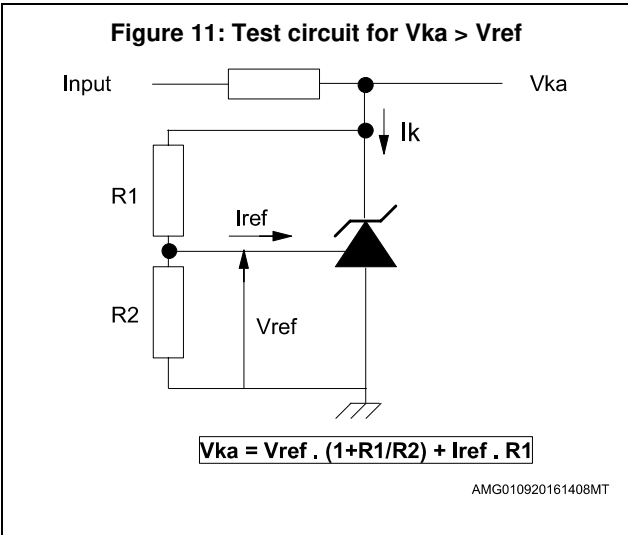 Figure 11: Test circuit for Vka > Vref
Input
Vka
Ik
R1
Iref
R2
Vref
Vka = Vref . (1+R1/R2) + Iref . R1
AMG010920161408MT